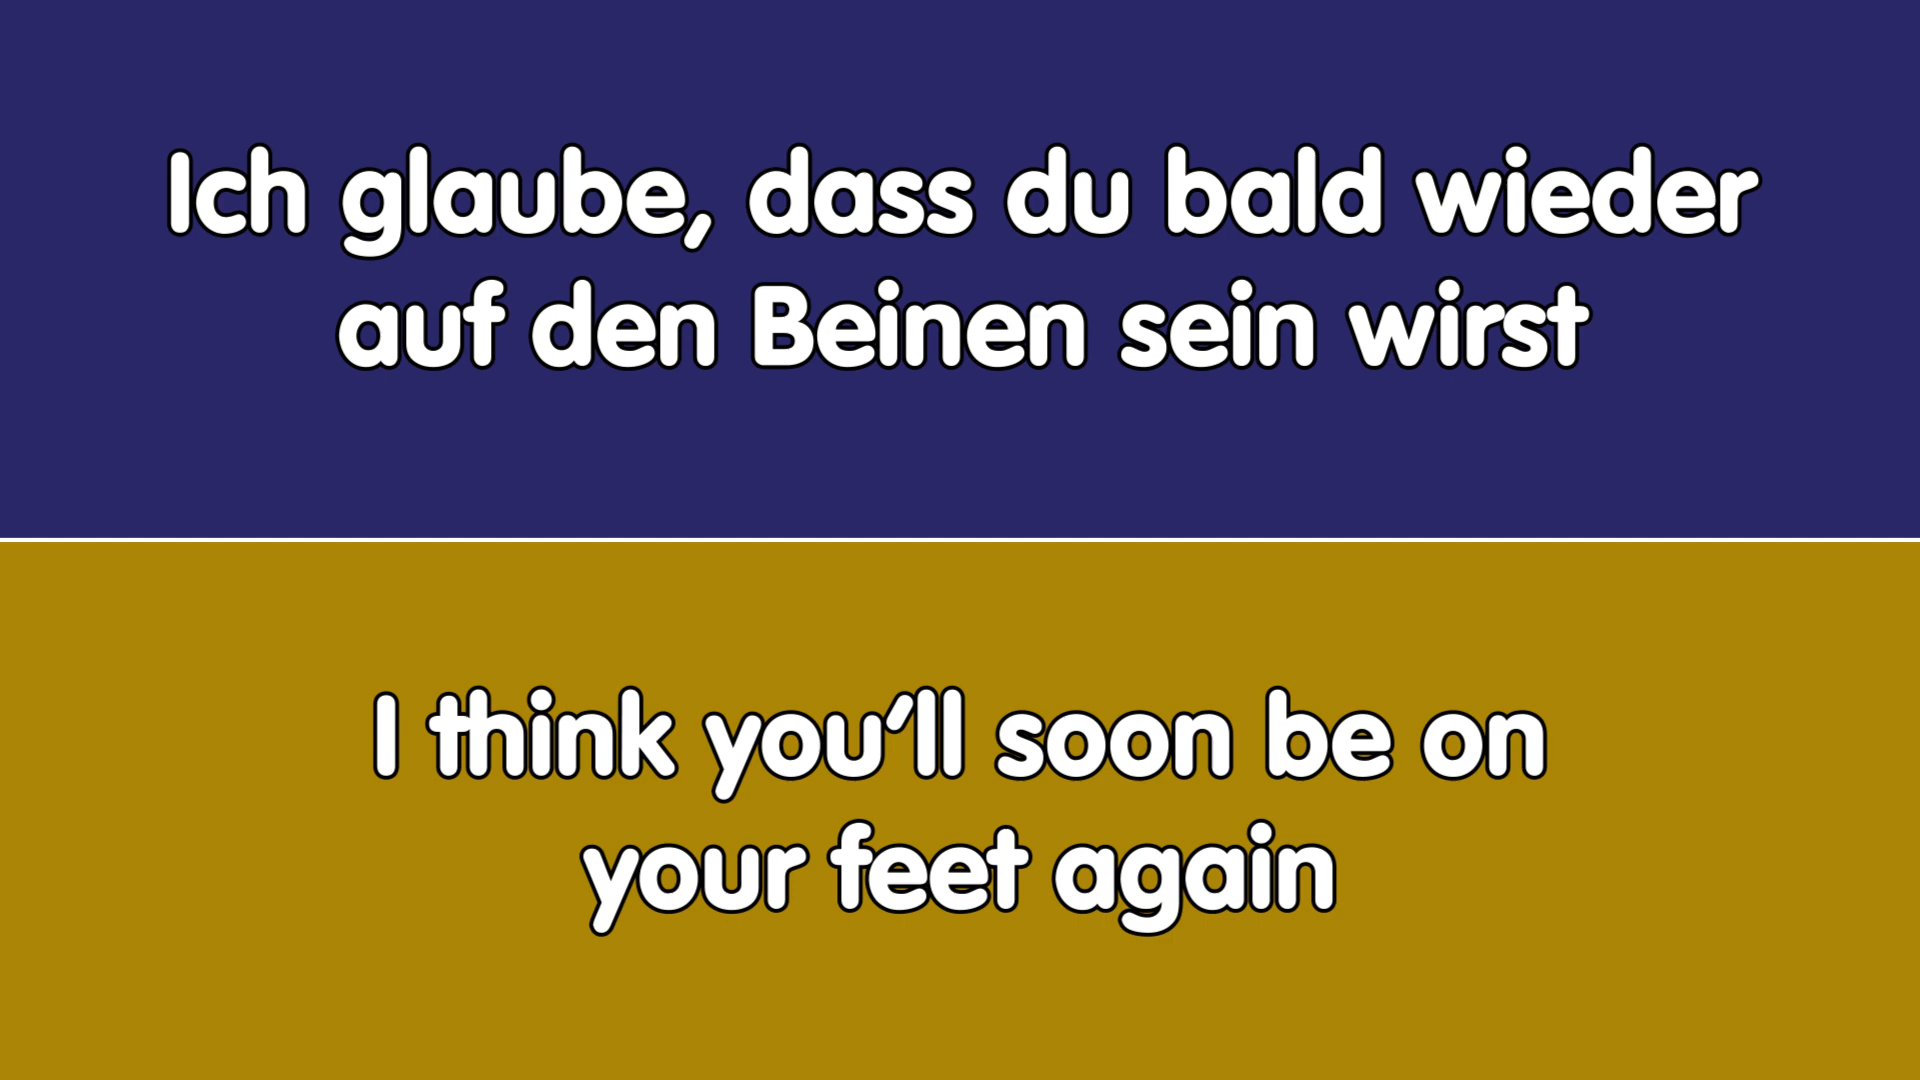 Ich glaube, dass du bald wieder
auf den Beinen sein wirst
I think you'll soon be on
your feet again